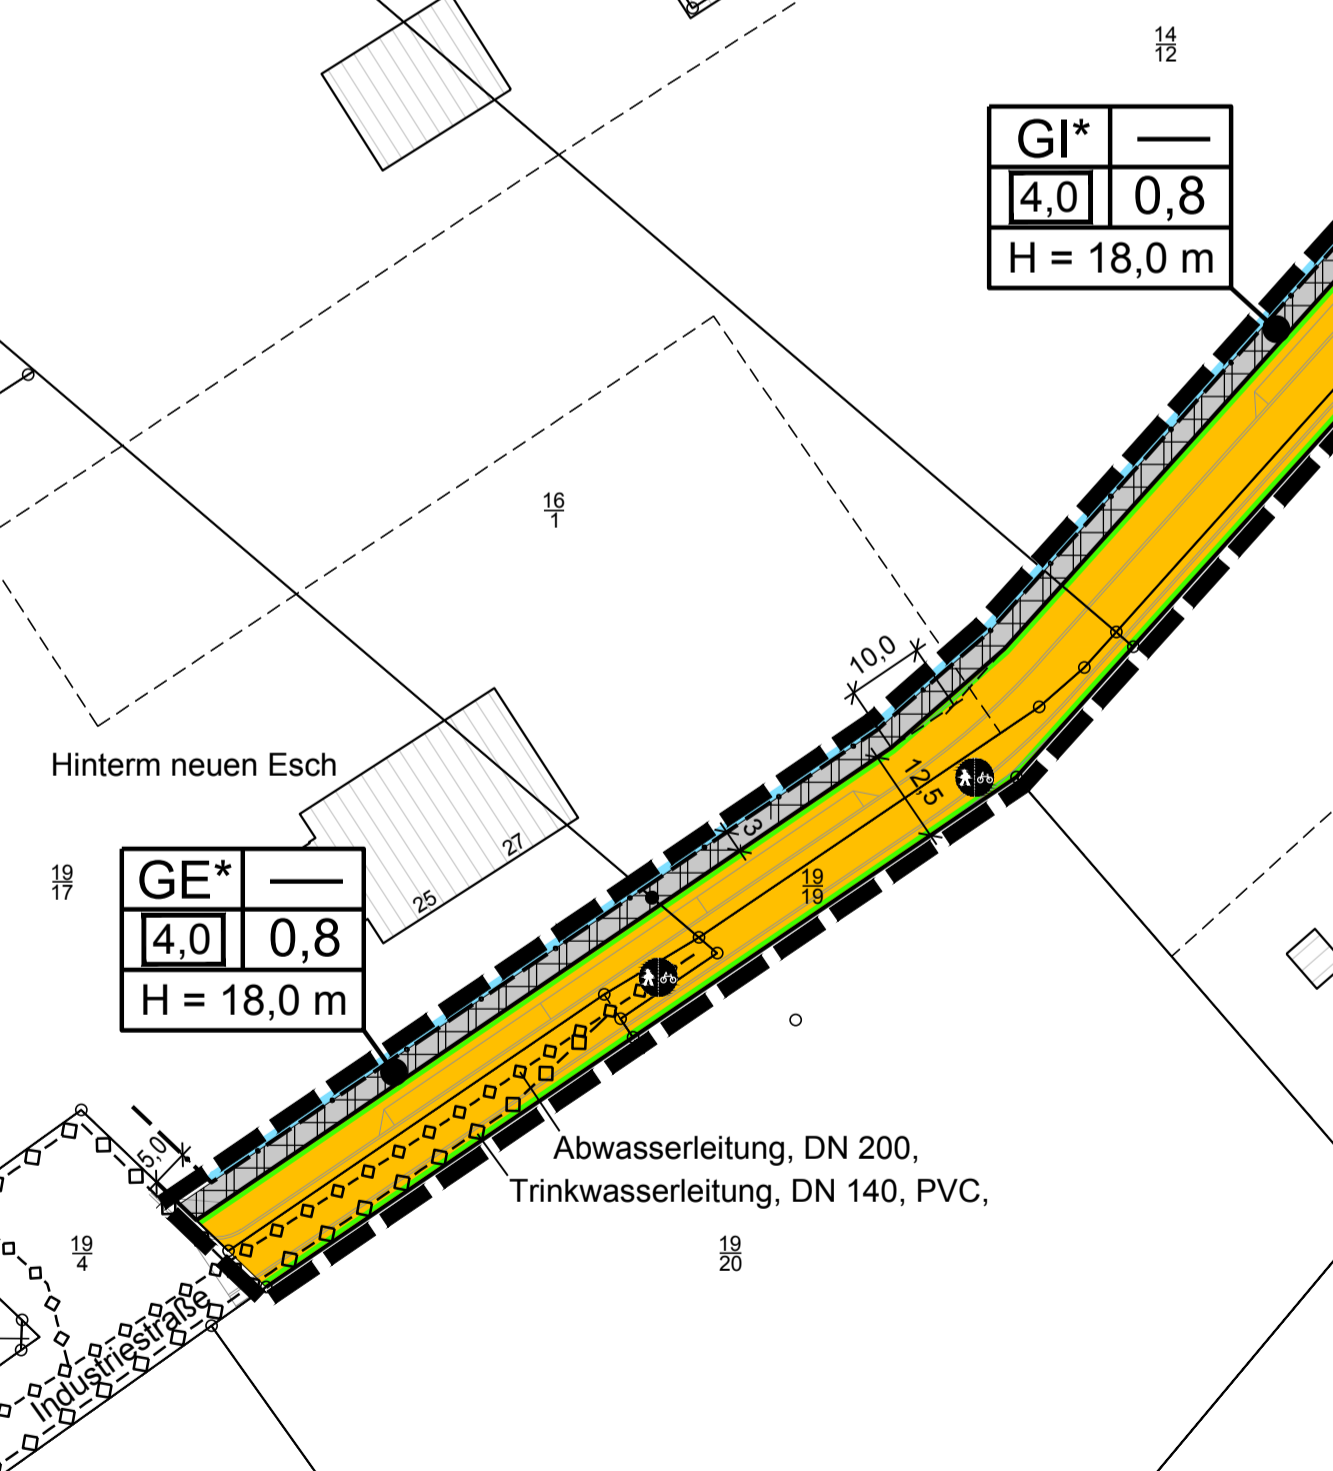 14
12
GI* —
4,0 0,8
H = 18,0 m
16
1
10,0
Hinterm neuen Esch
12,5
3
27
25
19
17
19
19
GE* —
4,0 0,8
H = 18,0 m
5,0
Abwasserleitung, DN 200,
Trinkwasserleitung, DN 140, PVC,
19
4
19
20
Industriestraße